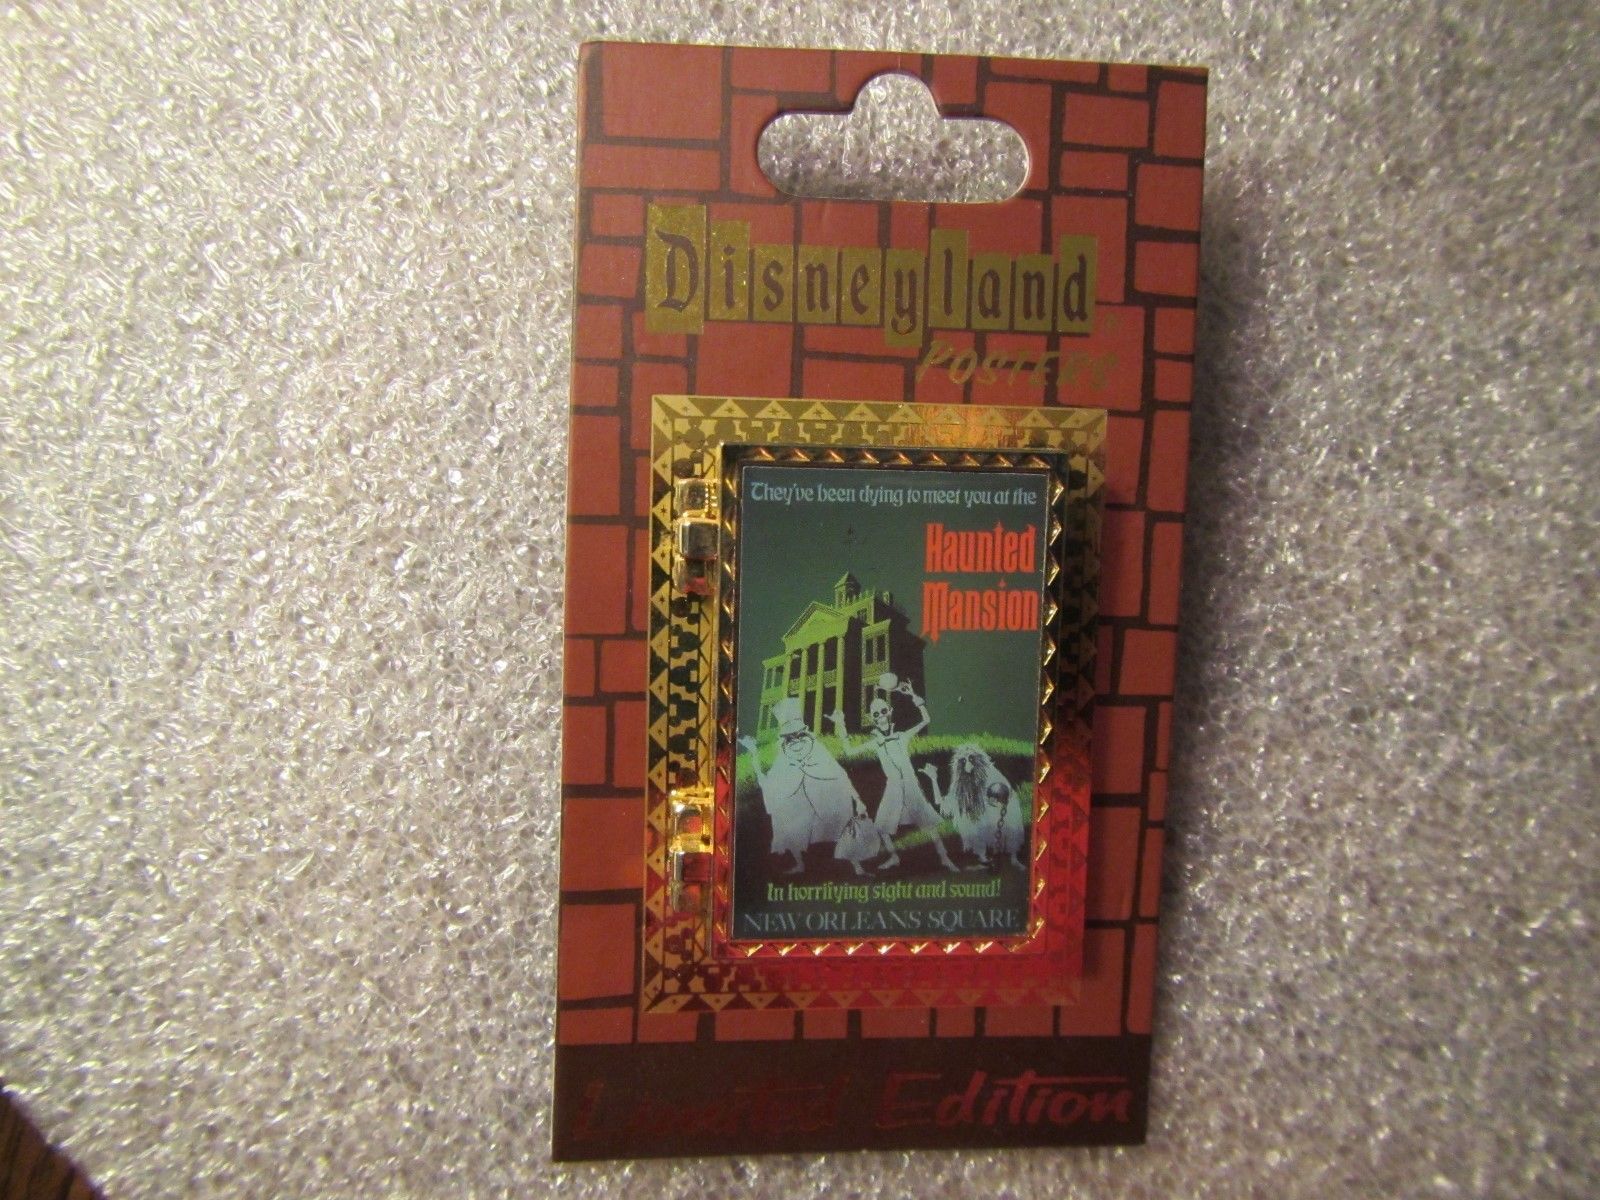 Disneyland
POSTERS
They've been dying to meet you at the
Haunted
Mansion
In horrifying sight and sound!
NEW ORLEANS SQUARE
Limited Edition